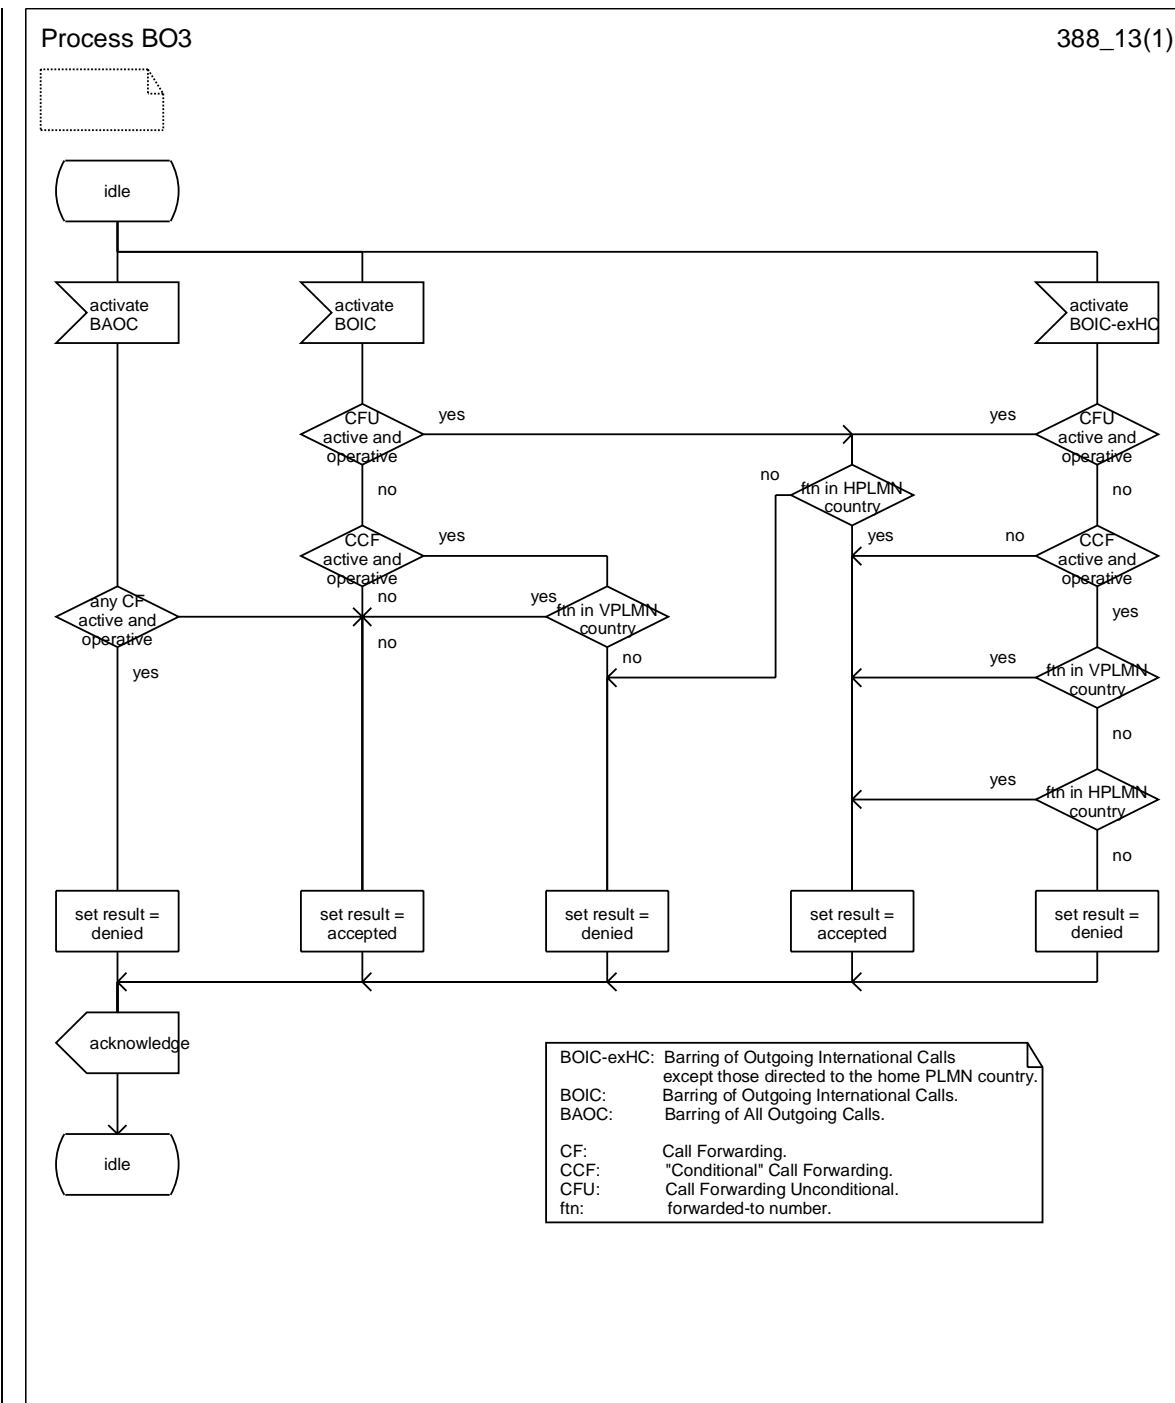 Process BO3
388_13(1)
idle
activate
BAOC
activate
BOIC
activate
BOIC-exHC
CFU
active and
operative
yes
no
yes
CFU
active and
operative
no
ftn in HPLMN
country
no
yes
CCF
active and
operative
yes
no
no
CCF
active and
operative
yes
any CF
active and
operative
yes
no
yes
ftn in VPLMN
country
no
yes
ftn in VPLMN
country
no
yes
ftn in HPLMN
country
no
set result =
denied
set result =
accepted
set result =
denied
set result =
accepted
set result =
denied
acknowledge
idle
BOIC-exHC: Barring of Outgoing International Calls
except those directed to the home PLMN country.
BOIC: Barring of Outgoing International Calls.
BAOC: Barring of All Outgoing Calls.
CF: Call Forwarding.
CCF: "Conditional" Call Forwarding.
CFU: Call Forwarding Unconditional.
ftn: forwarded-to number.